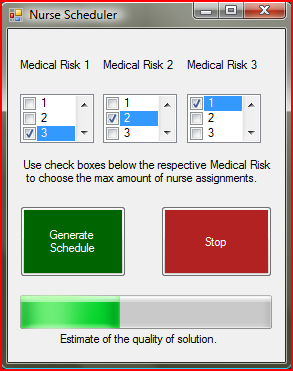 Nurse Scheduler
Medical Risk 1 Medical Risk 2 Medical Risk 3
1 1 1
2 2 2
3 3 3
Use check boxes below the respective Medical Risk
to choose the max amount of nurse assignments.
Generate
Schedule
Stop
Estimate of the quality of solution.